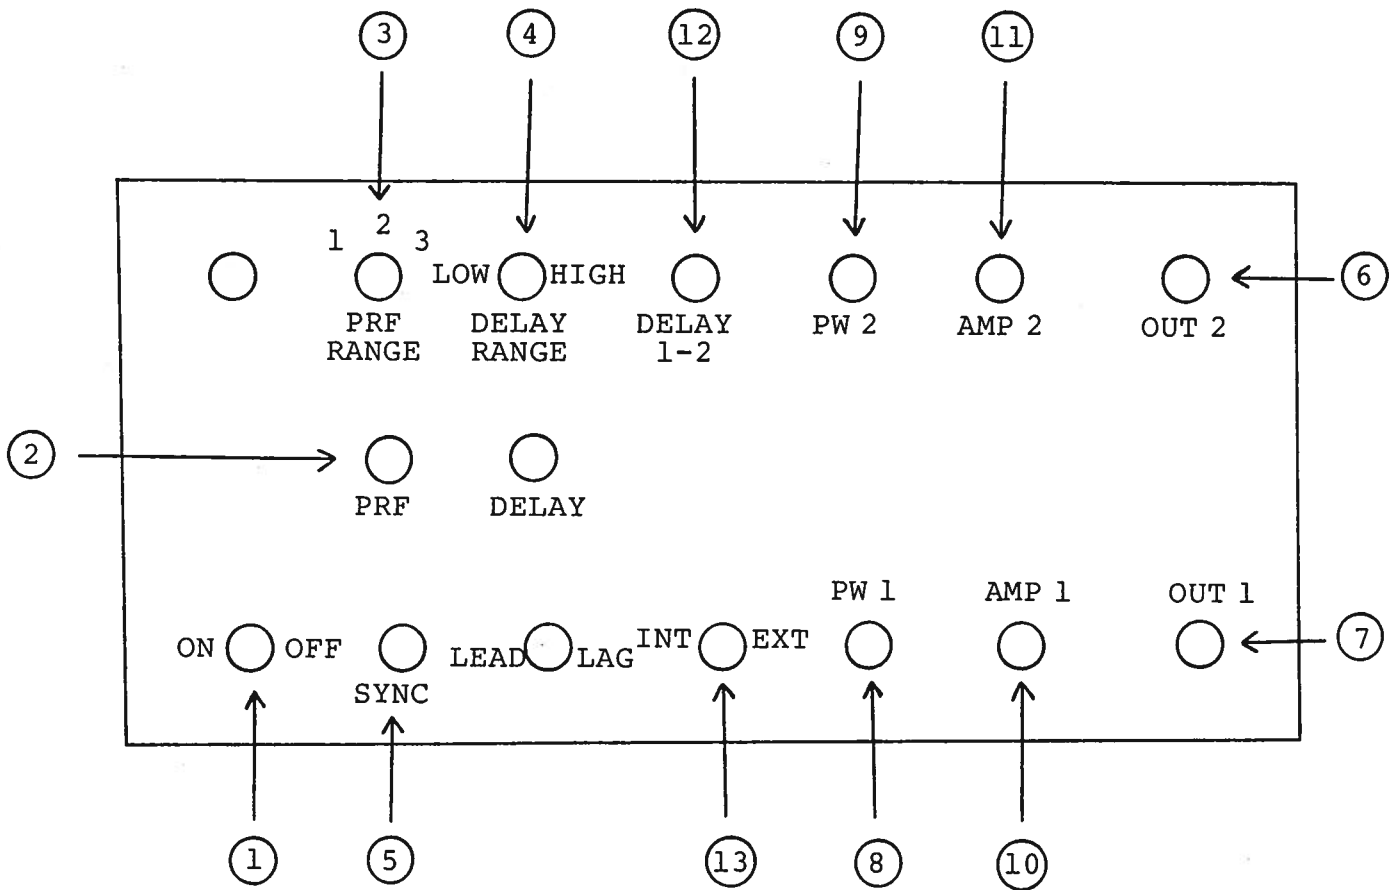 3 4 12 9 11
2
1 3
LOW HIGH
6
PRF DELAY DELAY PW 2 AMP 2 OUT 2
RANGE RANGE 1-2
2
PRF DELAY
PW 1 AMP 1 OUT 1
ON OFF LEAD LAG INT EXT
7
SYNC
1 5 13 8 10